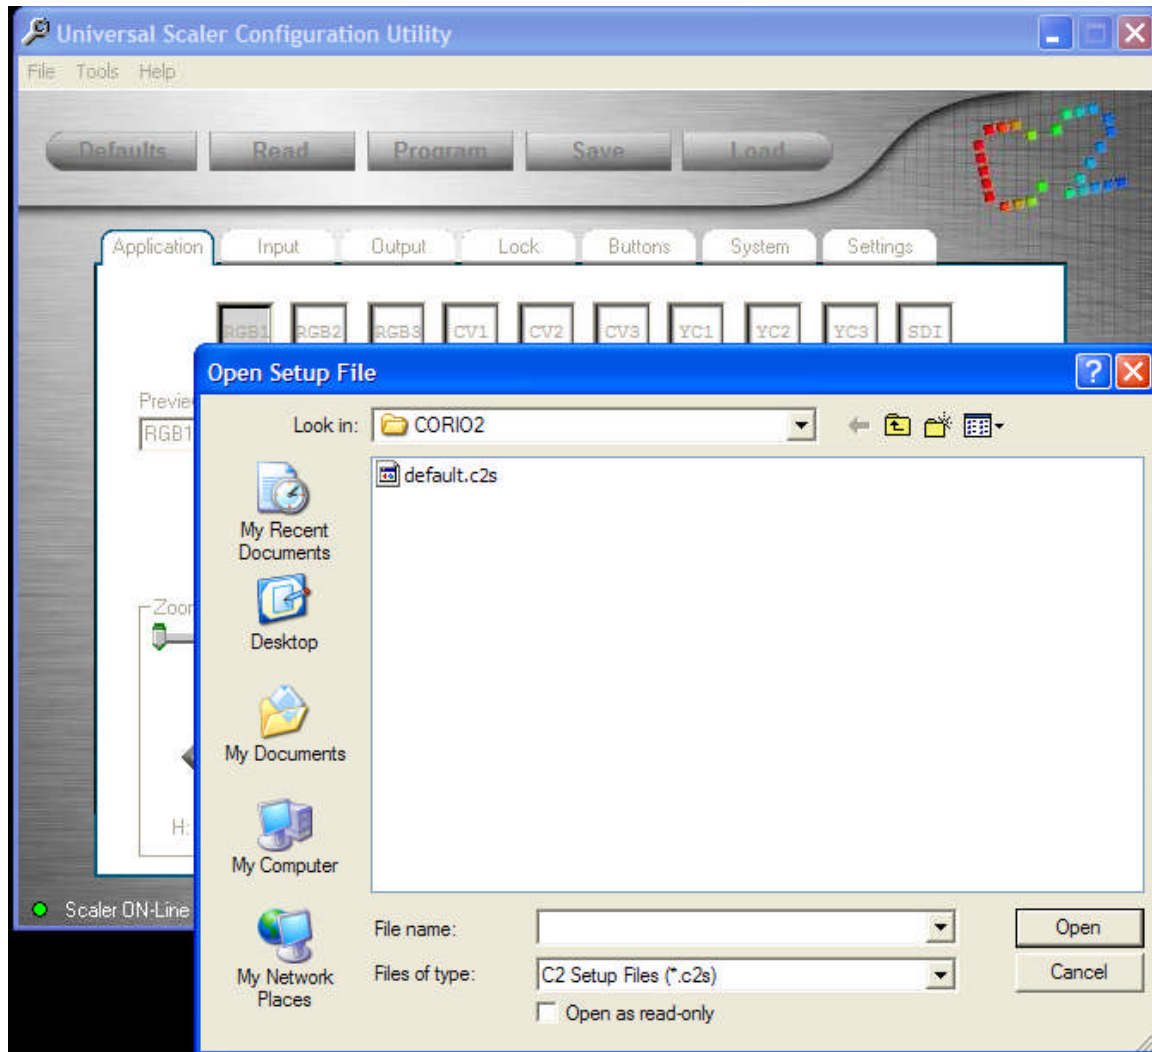 Universal Scaler Configuration Utility
File Tools Help
Defaults Read Program Save Load
C2
Application Input Output Lock Buttons System Settings
RGB1 RGB2 RGB3 CV1 CV2 CV3 YC1 YC2 YC3 SDI
Open Setup File
Look in: CORIO2
RGB1
default.c2s
My Recent
Documents
Desktop
My Documents
H:
My Computer
Scaler ON-Line
My Network
Places
File name:
Open
Files of type: C2 Setup Files (*.c2s)
Cancel
Open as read-only